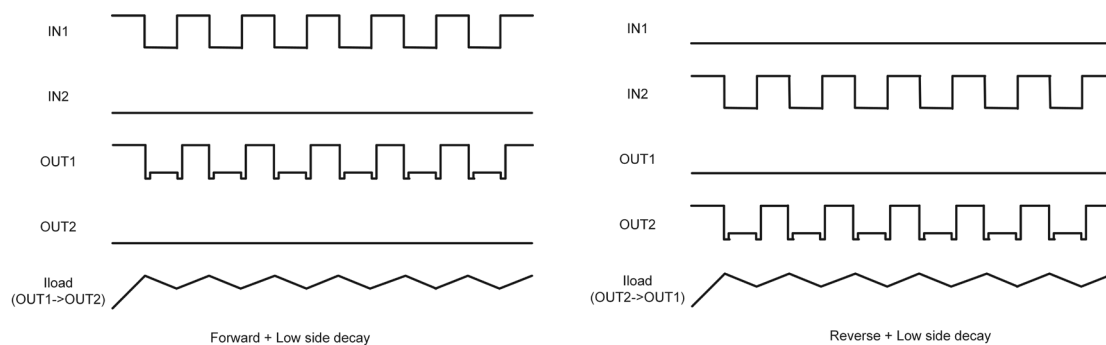 IN1
IN2
OUT1
OUT2
Iload
(OUT1->OUT2)
Forward + Low side decay
IN1
IN2
OUT1
OUT2
Iload
(OUT2->OUT1)
Reverse + Low side decay